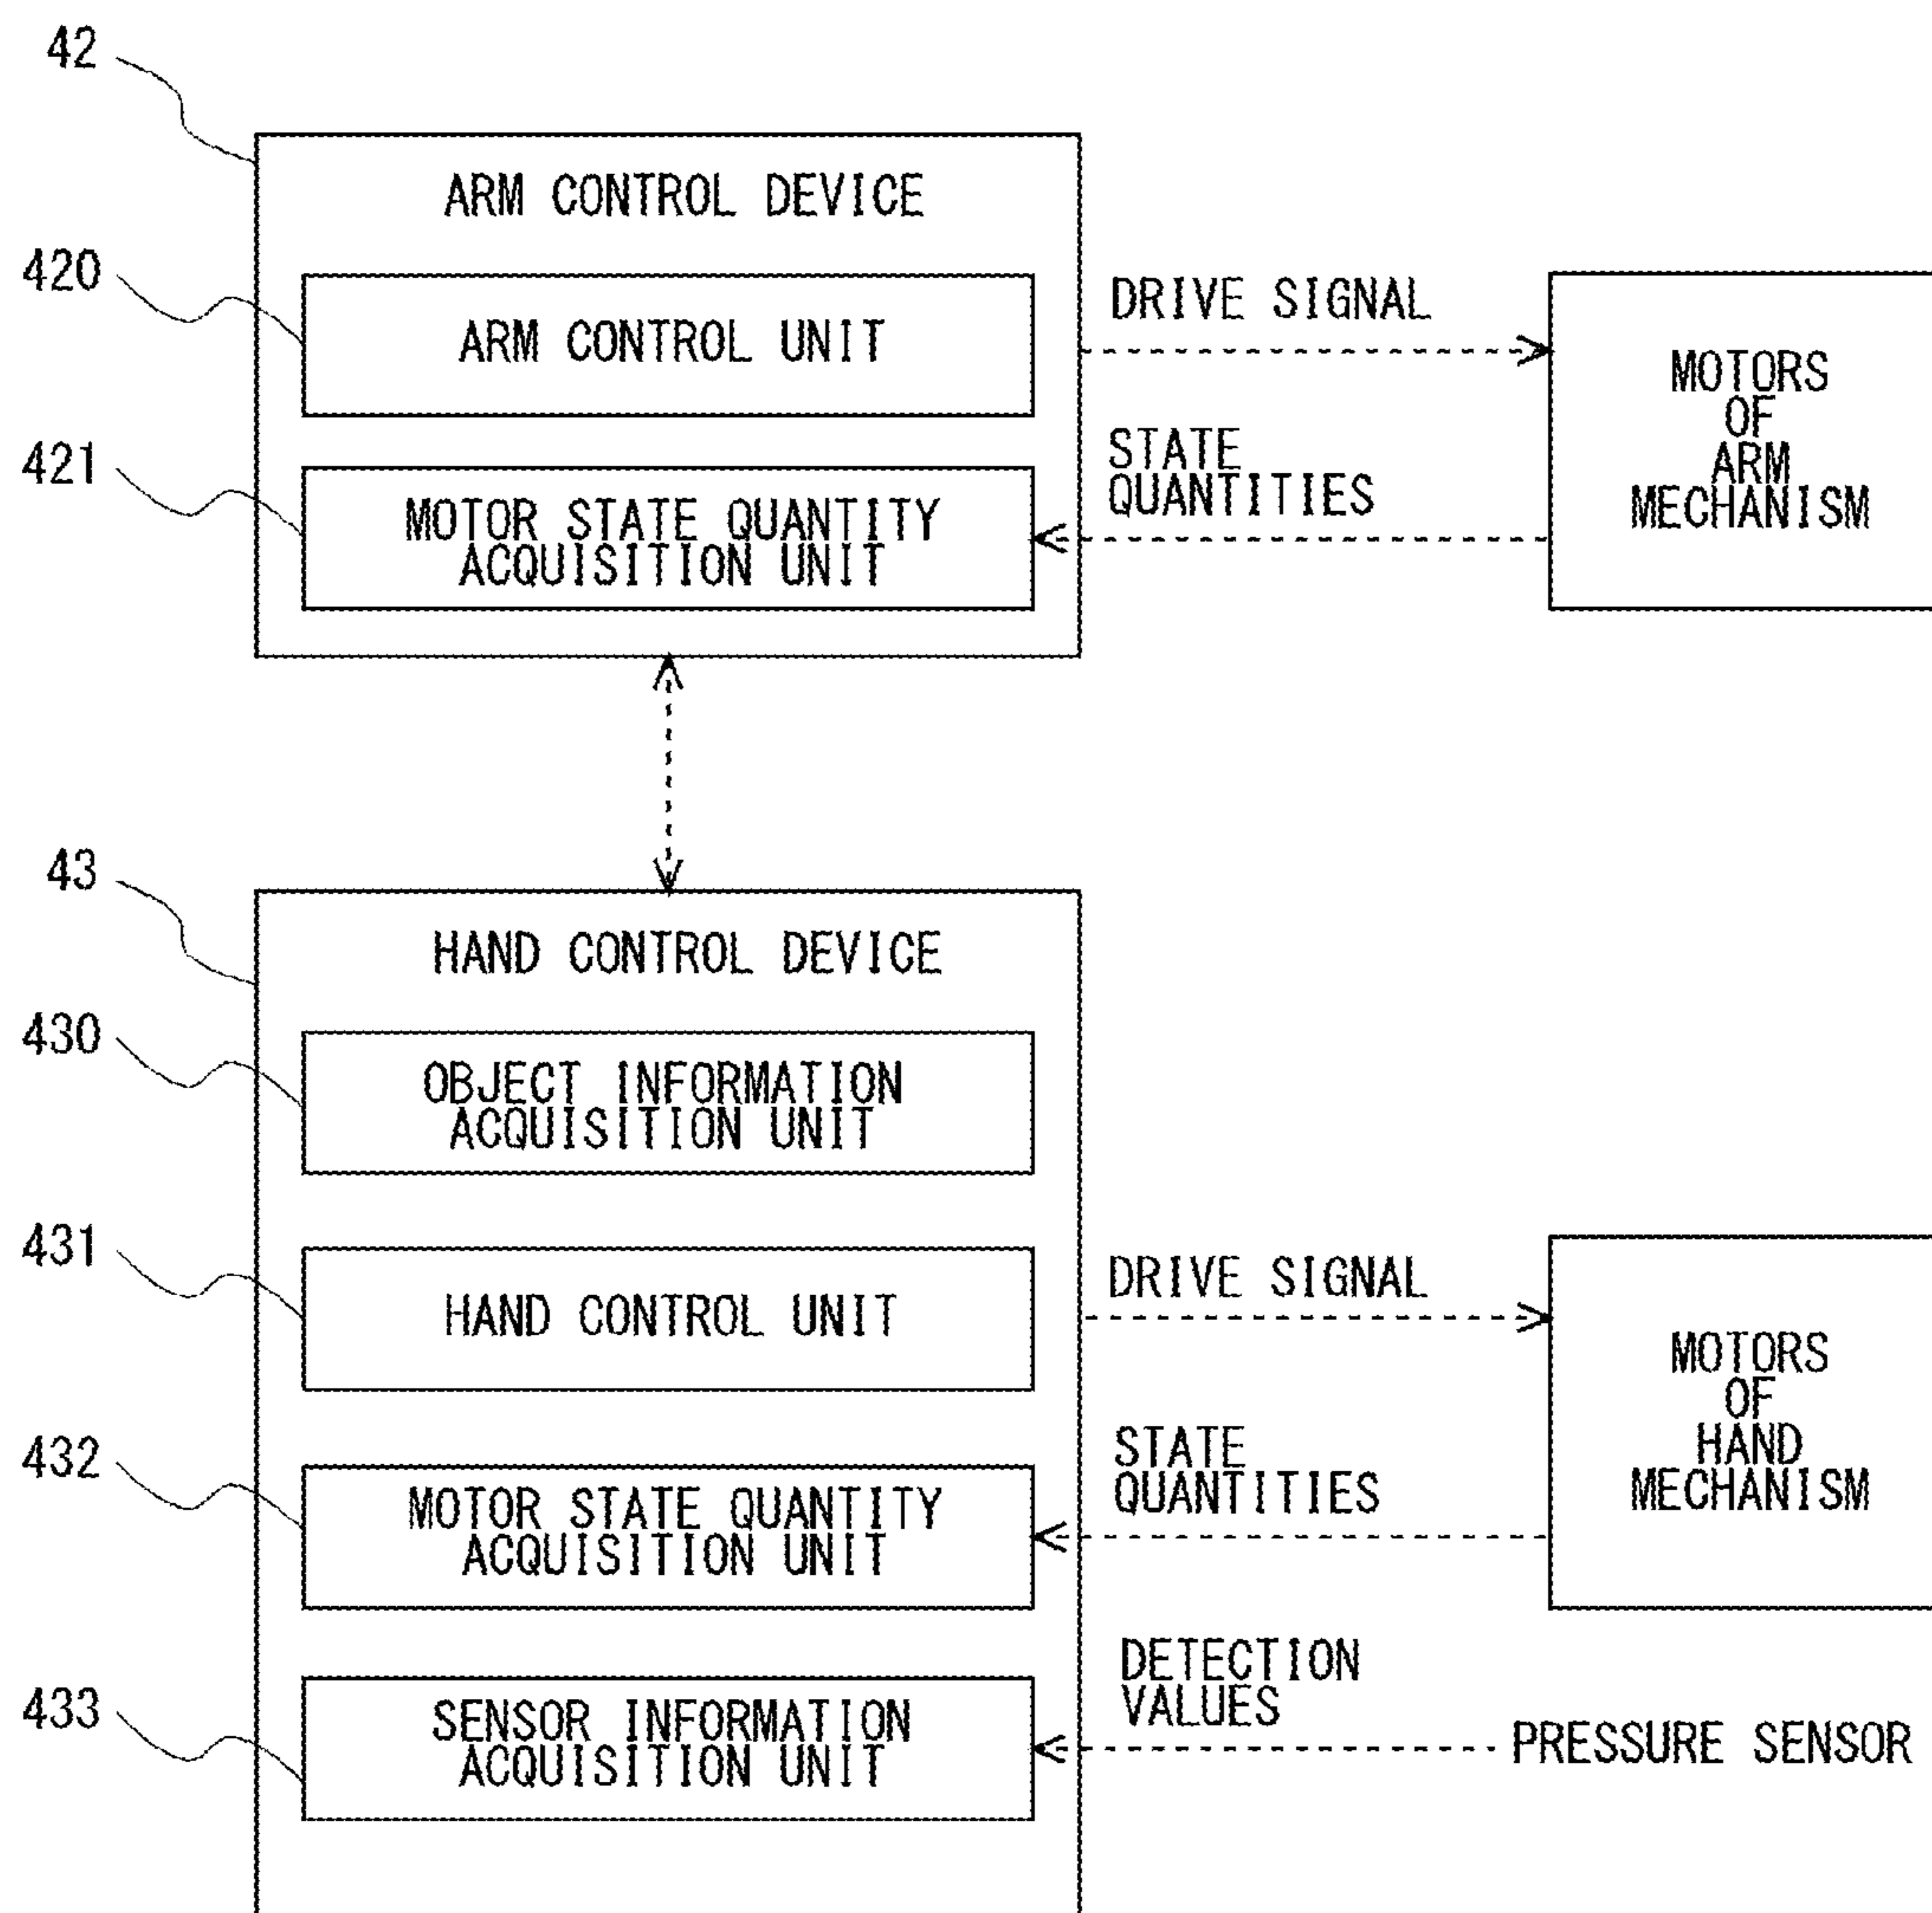 42
ARM CONTROL DEVICE
420
ARM CONTROL UNIT
DRIVE SIGNAL
MOTORS
OF
ARM
MECHANISM
421
MOTOR STATE QUANTITY
ACQUISITION UNIT
STATE
QUANTITIES
43
HAND CONTROL DEVICE
430
OBJECT INFORMATION
ACQUISITION UNIT
431
HAND CONTROL UNIT
DRIVE SIGNAL
MOTORS
OF
HAND
MECHANISM
432
MOTOR STATE QUANTITY
ACQUISITION UNIT
STATE
QUANTITIES
433
SENSOR INFORMATION
ACQUISITION UNIT
DETECTION
VALUES
PRESSURE SENSOR